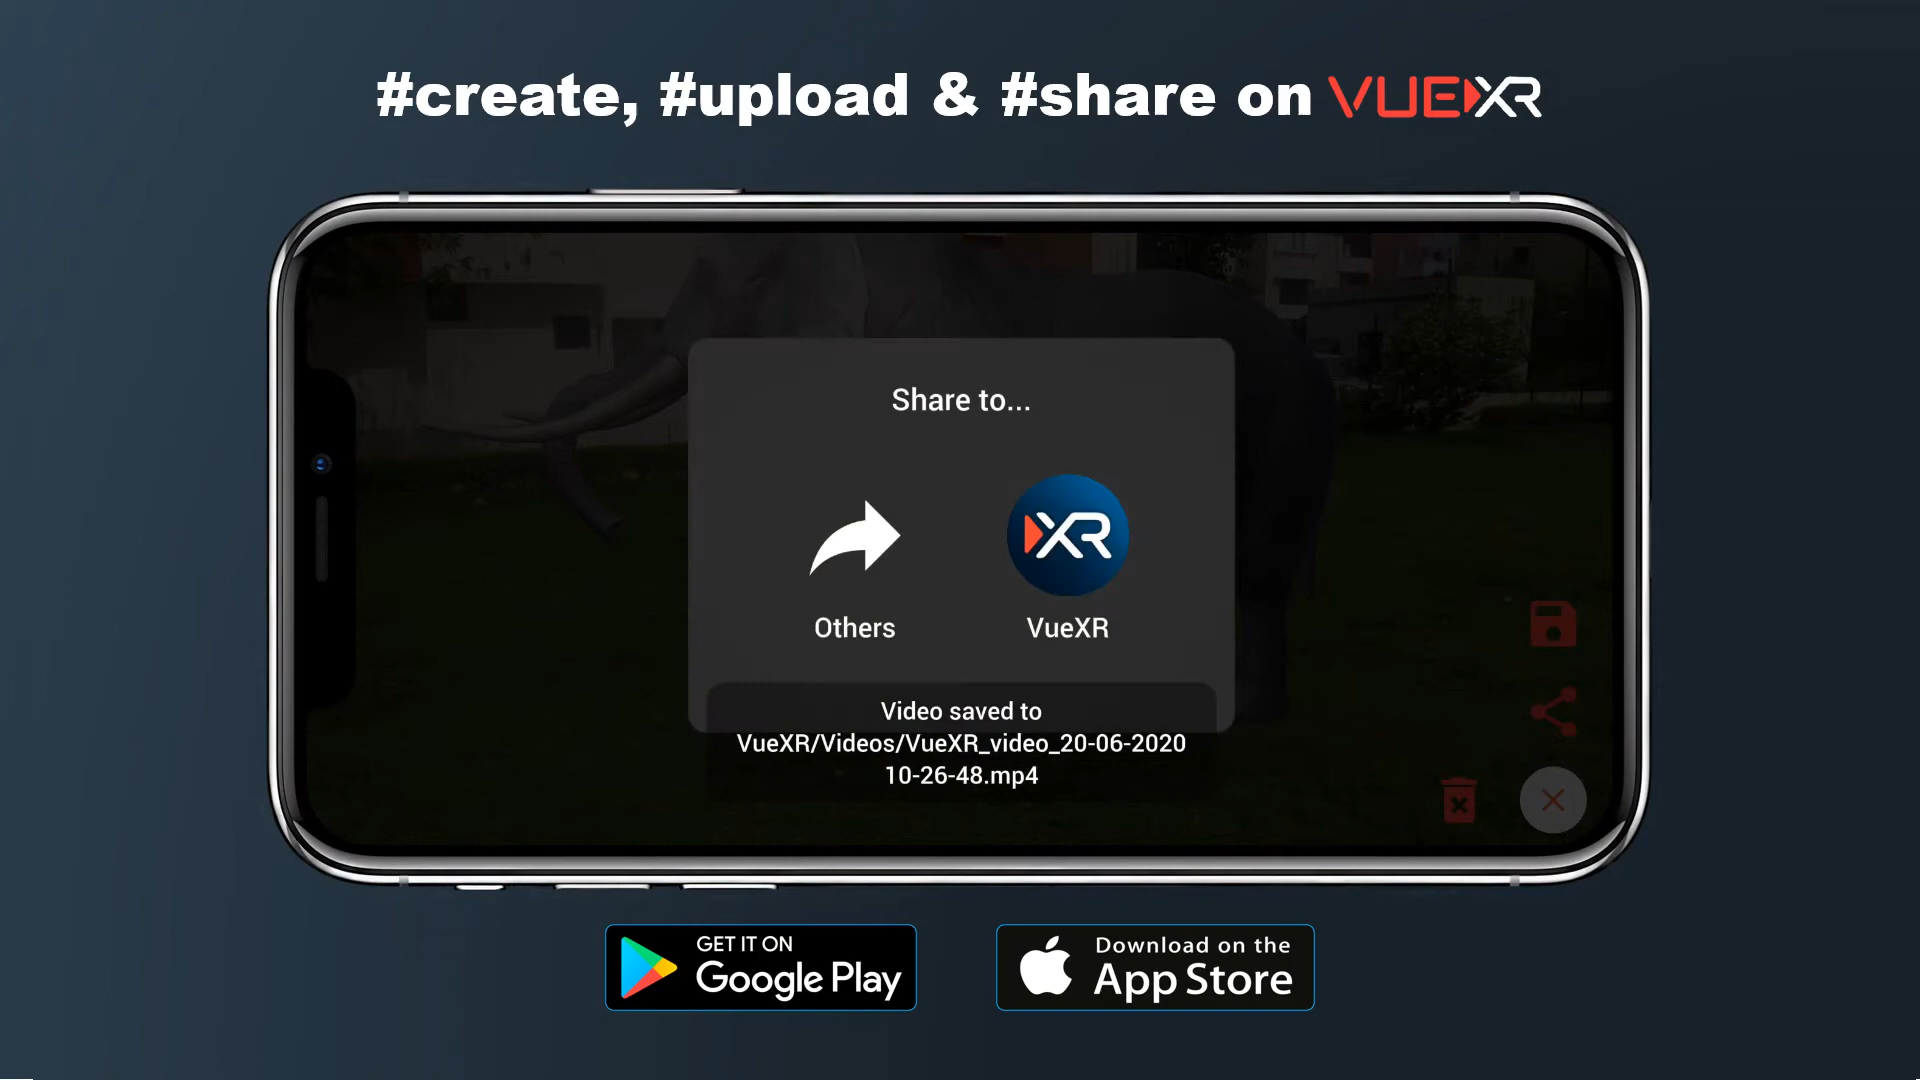 #create, #upload & #share on VUEXR
Share to...
XR
Others
VueXR
Video saved to
VueXR/Videos/VueXR_video_20-06-2020
10-26-48.mp4
GET IT ON
Google Play
Download on the
App Store